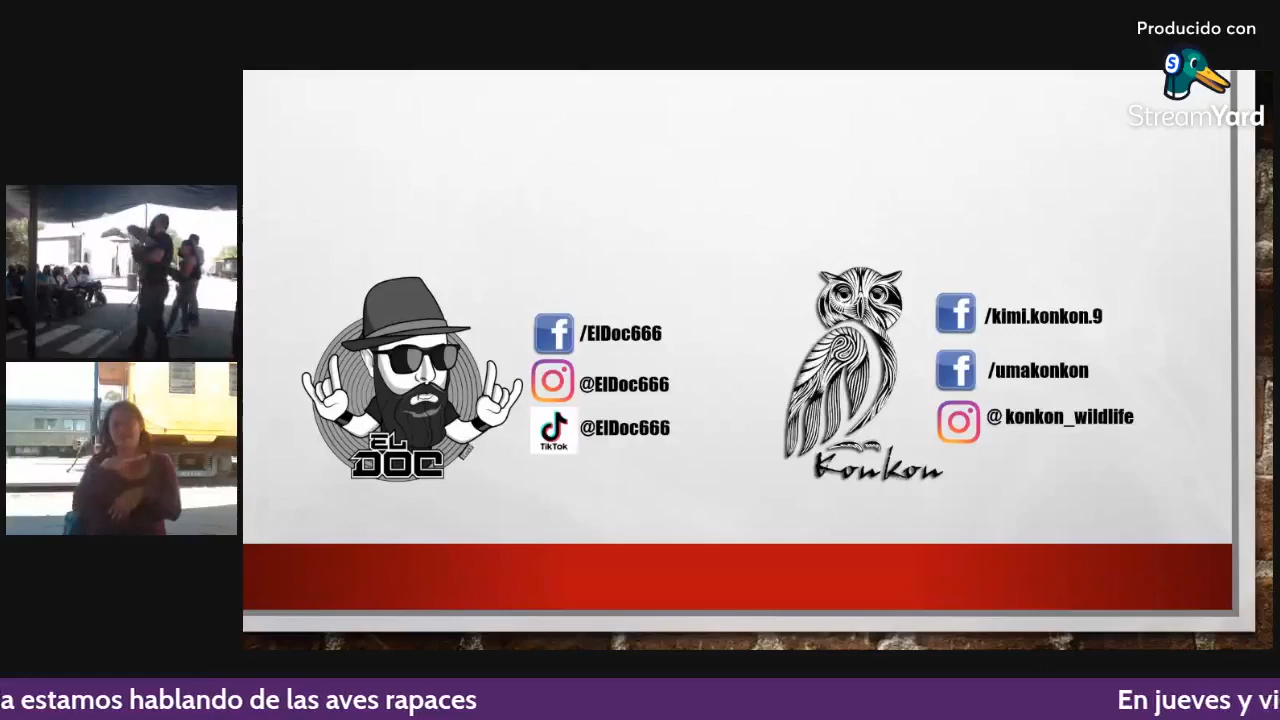 Producido con
StreamYard
/ElDoc666
@ElDoc666
TikTok
@ElDoc666
EL
DOC
/kimi.konkon.9
/umakonkon
@konkon_wildlife
Konkon
a estamos hablando de las aves rapaces
En jueves y vi